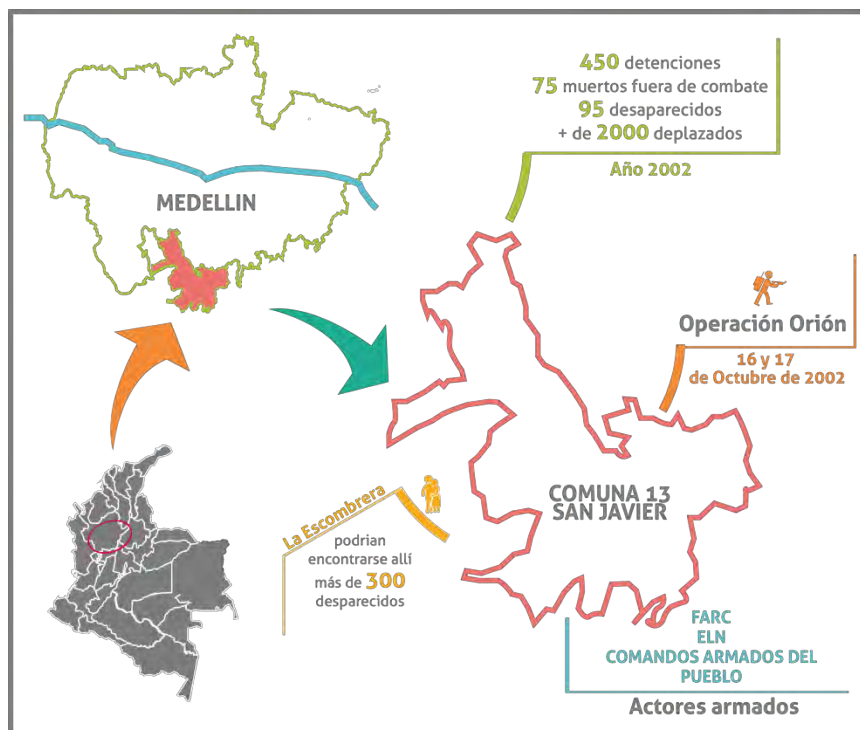 450 detenciones
75 muertos fuera de combate
95 desaparecidos
+ de 2000 deplazados
Año 2002
MEDELLIN
Operación Orión
16 y 17
de Octubre de 2002
COMUNA 13
SAN JAVIER
La Escombrera
podrian
encontrarse allí
más de 300
desparecidos
FARC
ELN
COMANDOS ARMADOS DEL
PUEBLO
Actores armados